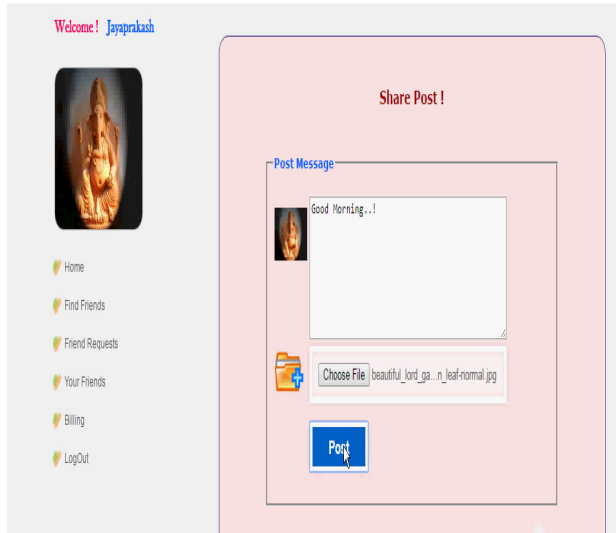 Welcome ! Jayaprakash
Share Post !
Post Message
Good Morning..!
Home
Find Friends
Friend Requests
Choose File beautiful_lord_ga...n_leaf-normal.jpg
Your Friends
Billing
Post
LogOut